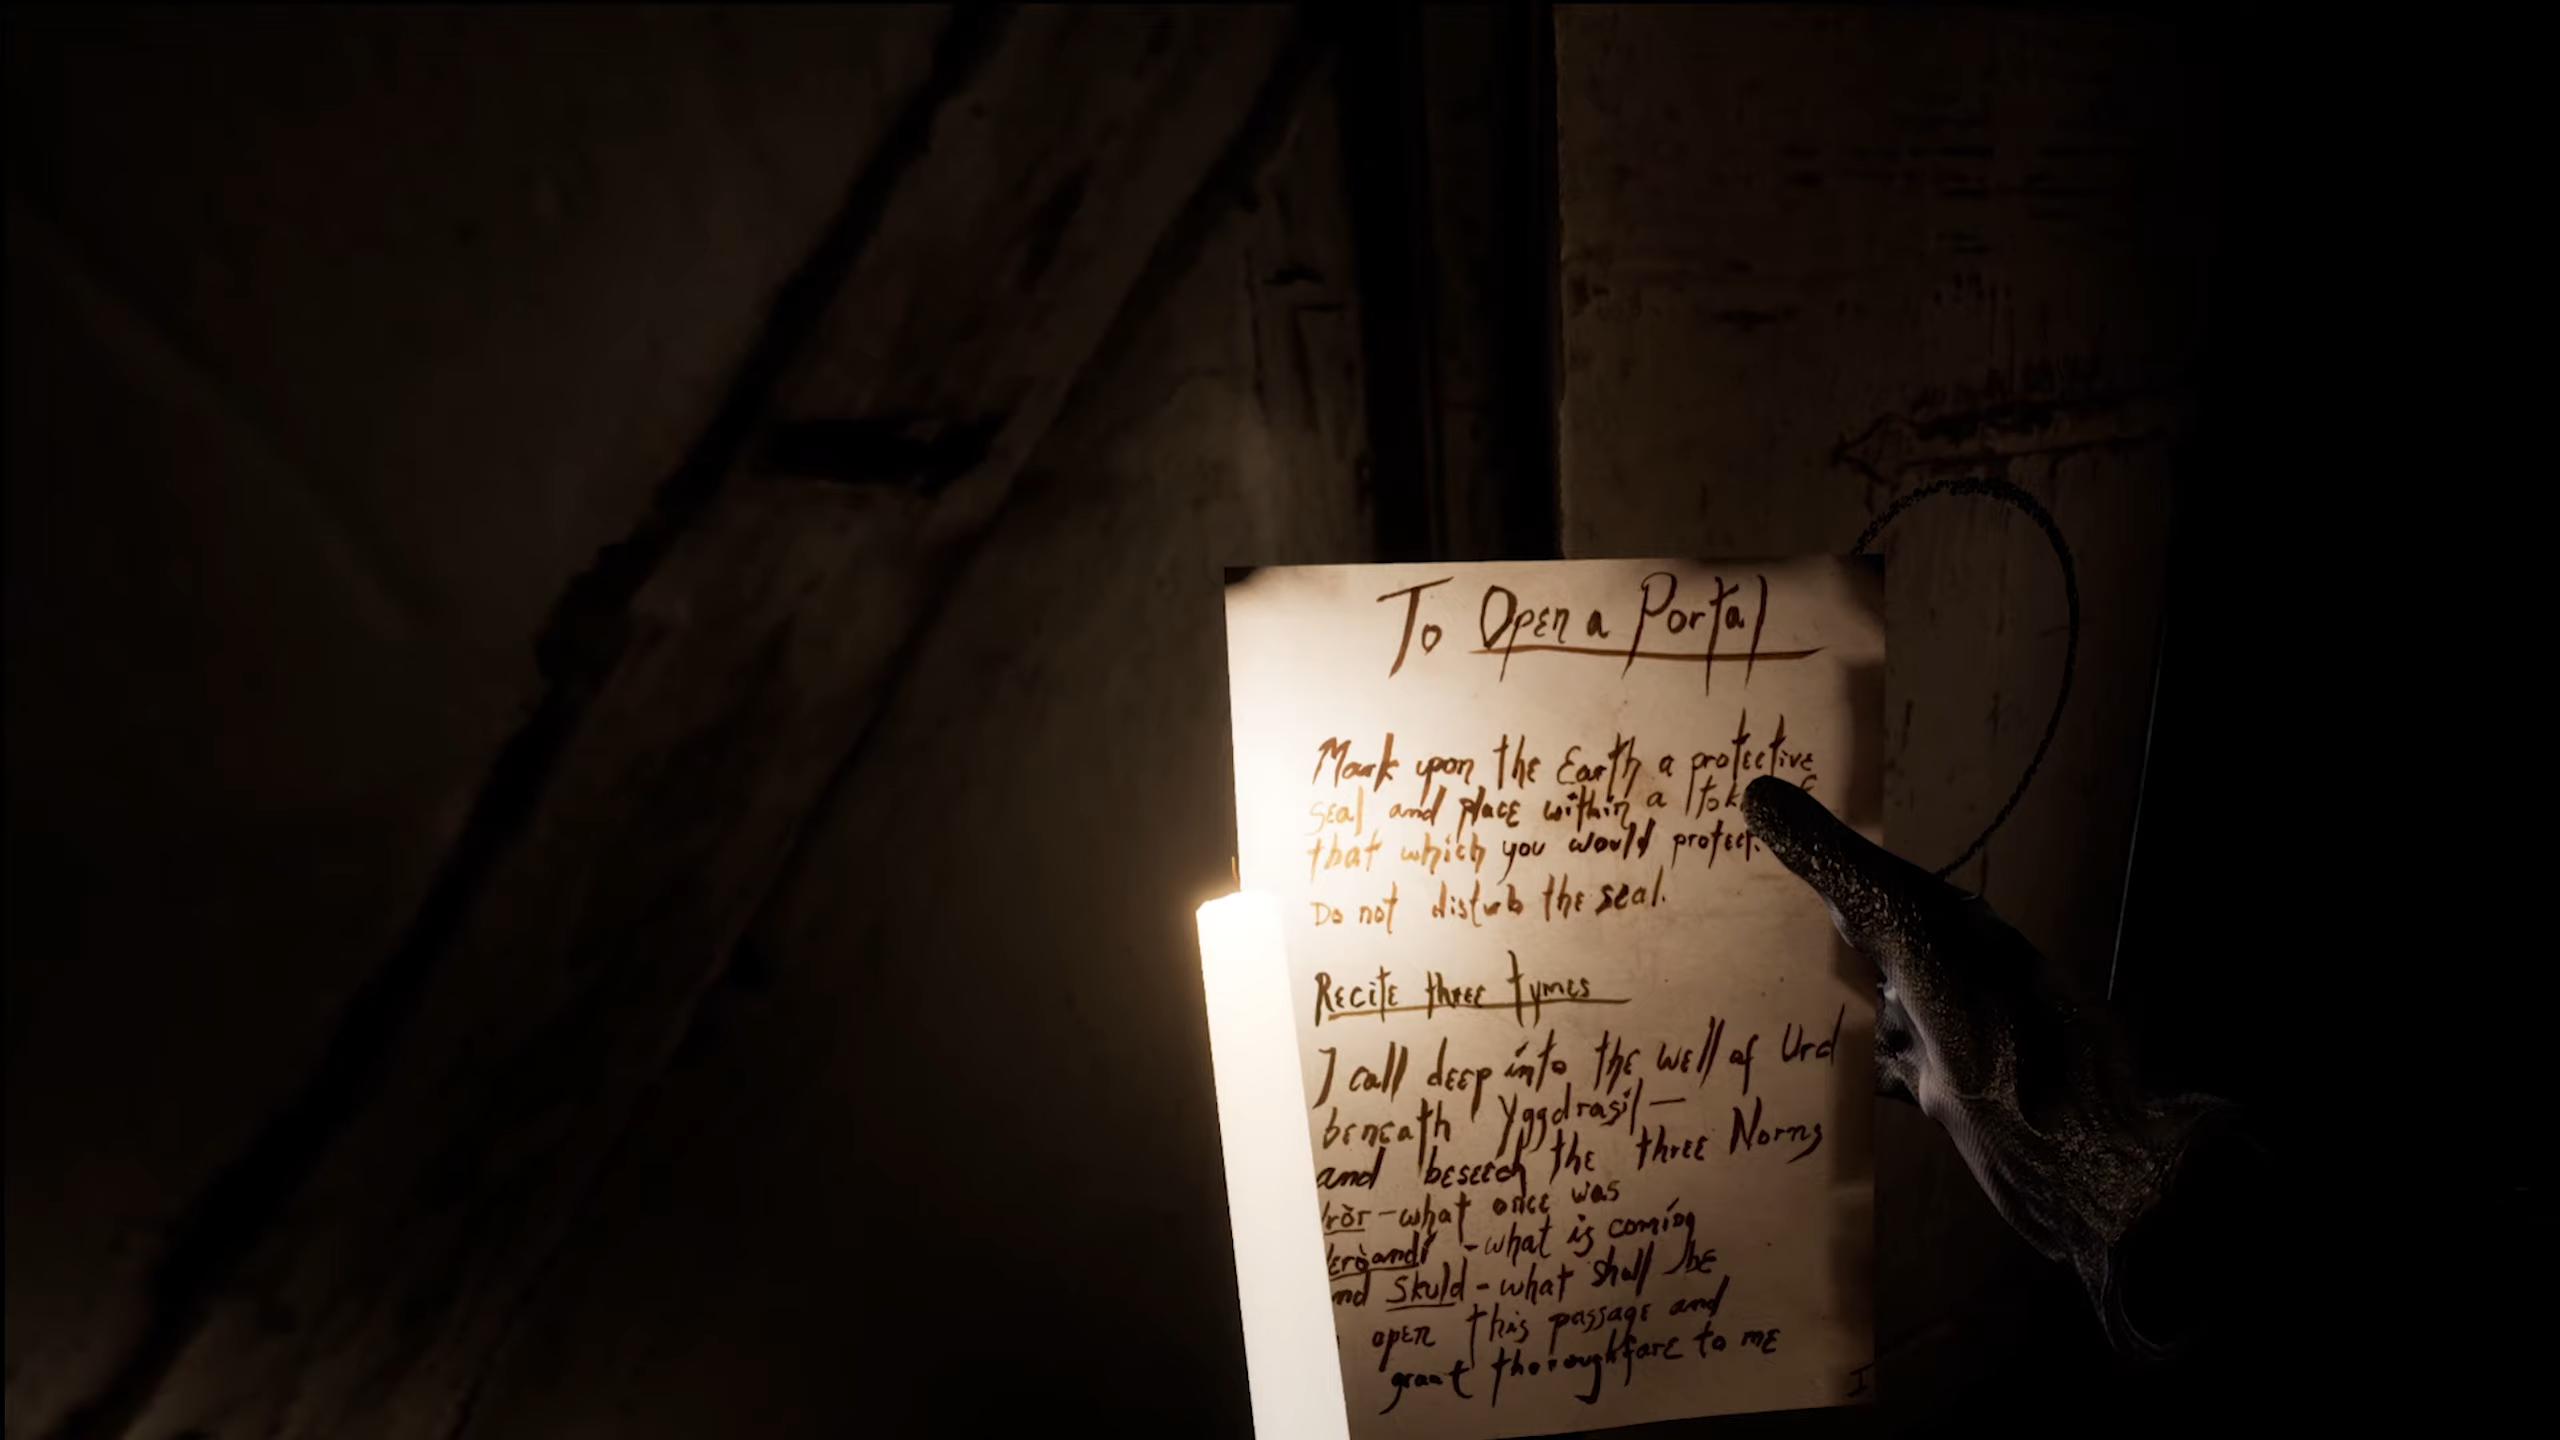 To Open a Portal
Mark upon the Earth a protective
seal and place within a
that which you would protect.
Do not disturb the seal.
Recite three tymes
I call deep into the well of Urd
beneath Yggdrasil —
and beseech the three Norns
- what once was
- what is coming
Skuld - what shall be
open this passage and
grant thoroughfare to me
I